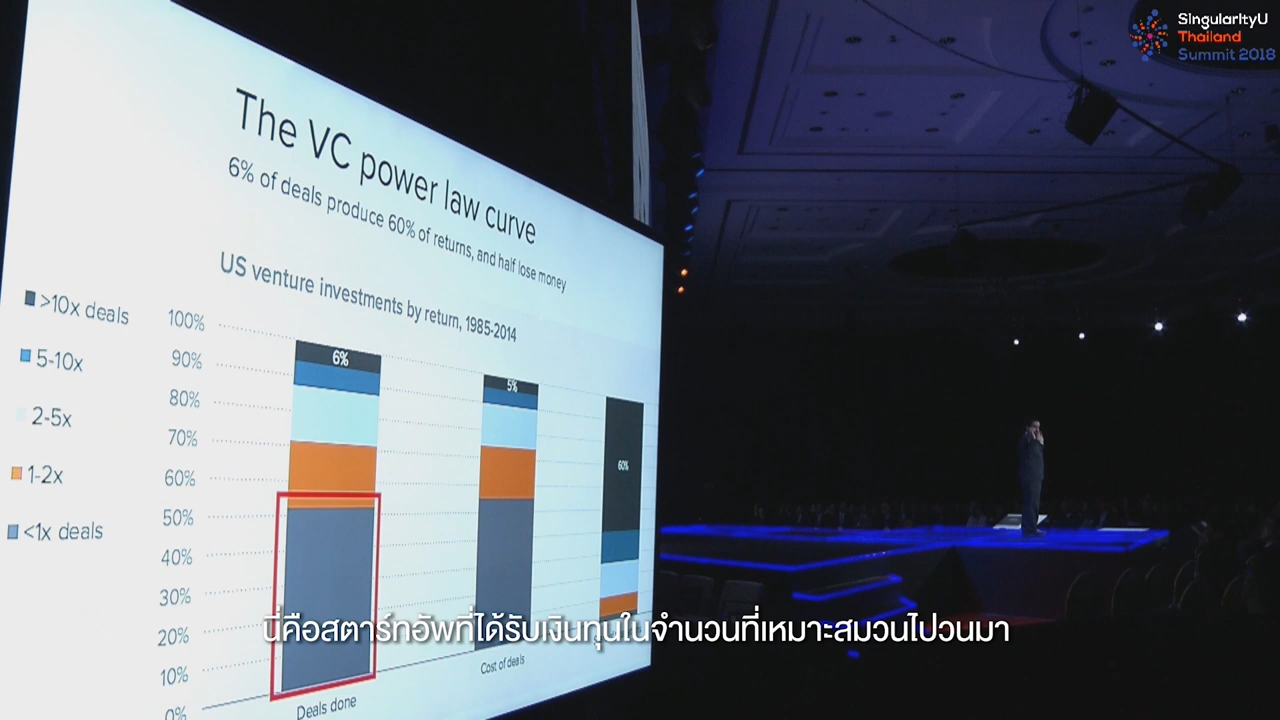 SingularityU
Thailand
Summit 2018
The VC power law curve
6% of deals produce 60% of returns, and half lose money
US venture investments by return, 1985-2014
>10x deals
5-10x
2-5x
1-2x
<1x deals
100%
90%
80%
70%
60%
50%
40%
30%
20%
10%
0%
6%
5%
60%
Deals done
Cost of deals
นี่คือสตาร์ทอัพที่ได้รับเงินทุนในจำนวนที่เหมาะสมวนไปวนมา